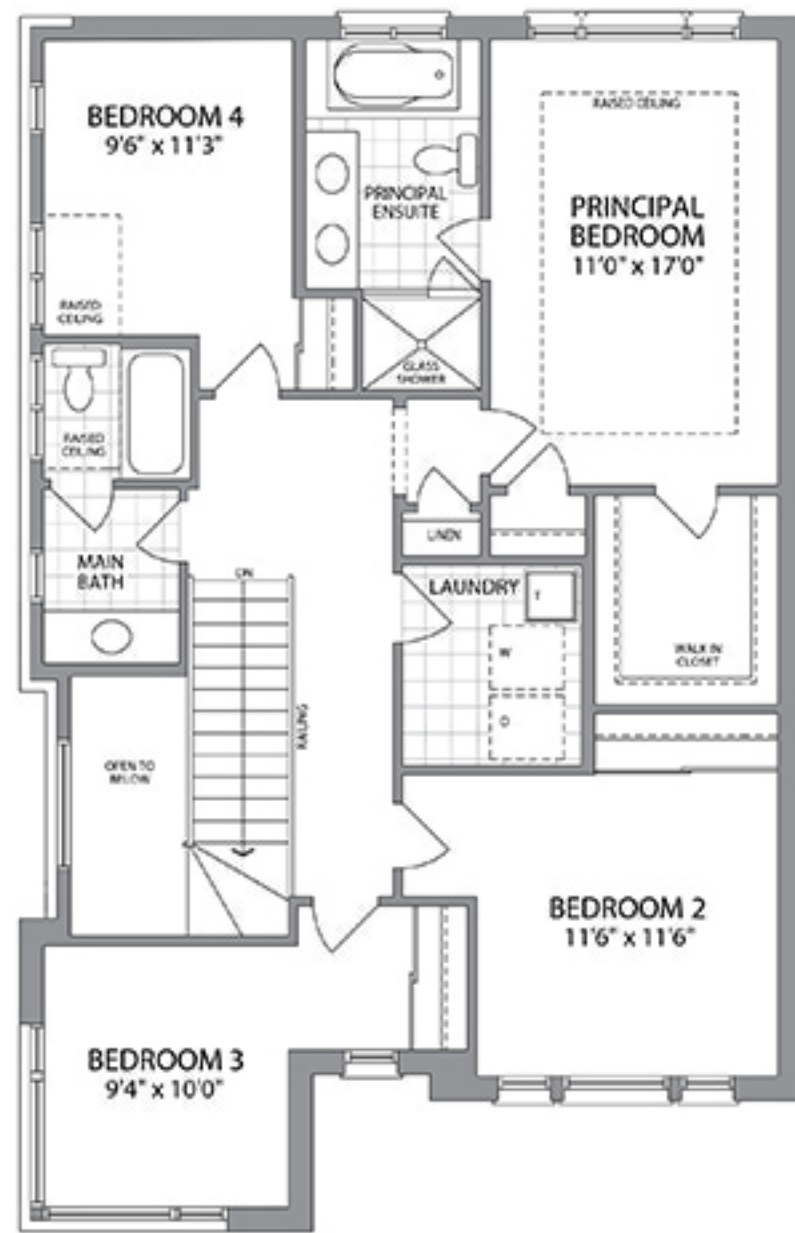 BEDROOM 4
9'6" x 11'3"
RAISED
CEILING
PRINCIPAL
ENSUITE
GLASS
SHOWER
RAISED CEILING
PRINCIPAL
BEDROOM
11'0" x 17'0"
RAISED
CEILING
MAIN
BATH
LINEN
LAUNDRY
T
W
D
WALK IN
CLOSET
DN
RAILING
OPEN TO
BELOW
BEDROOM 2
11'6" x 11'6"
BEDROOM 3
9'4" x 10'0"